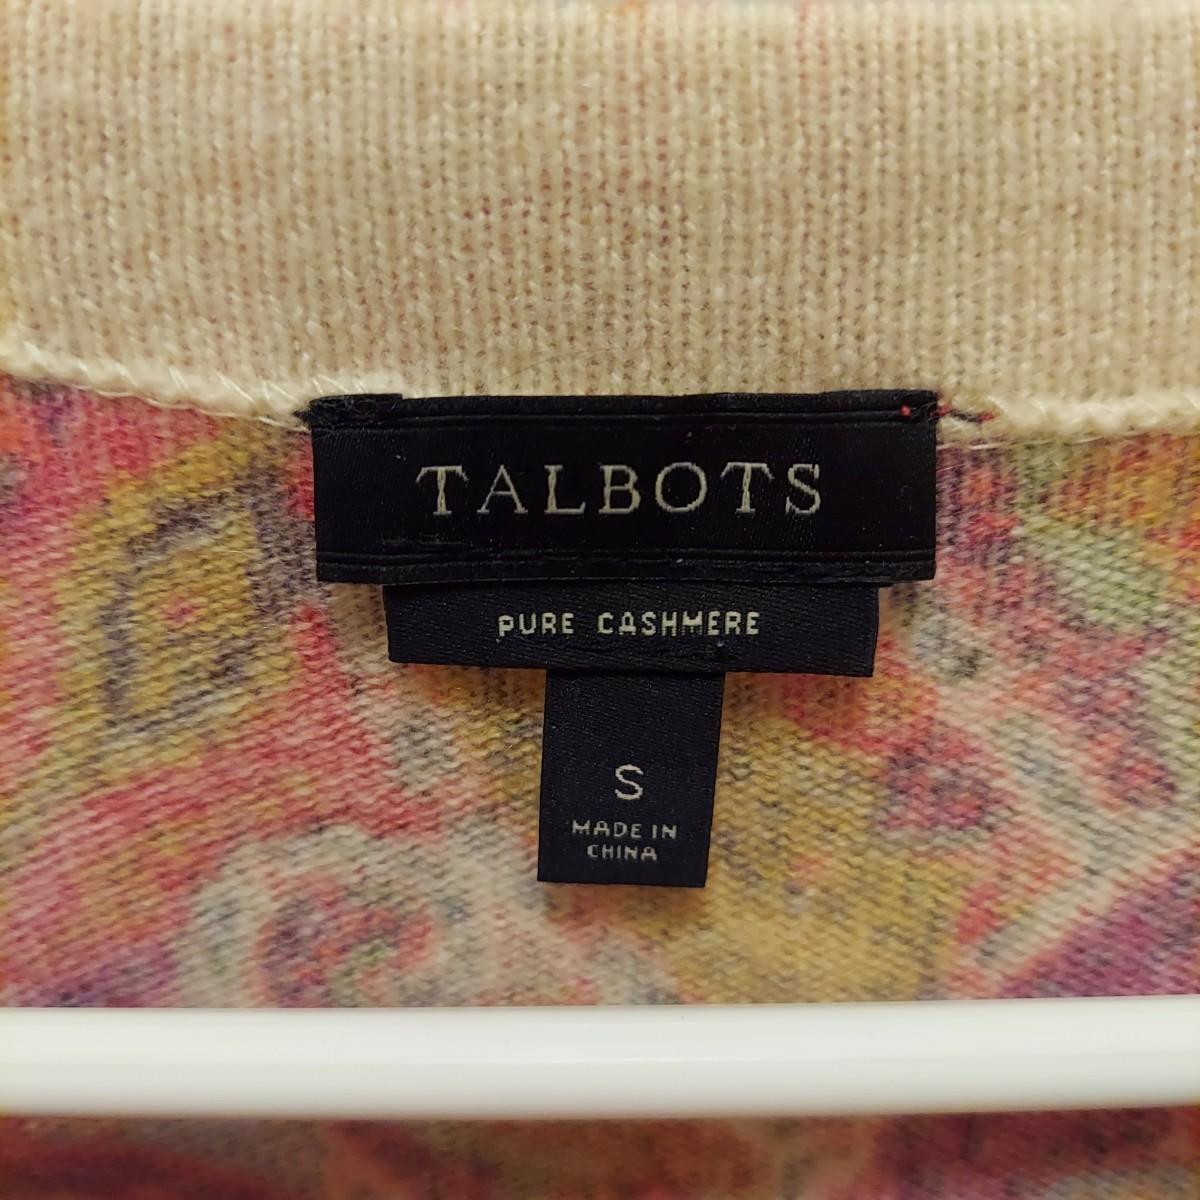 TALBOTS
PURE CASHMERE
S
MADE IN
CHINA